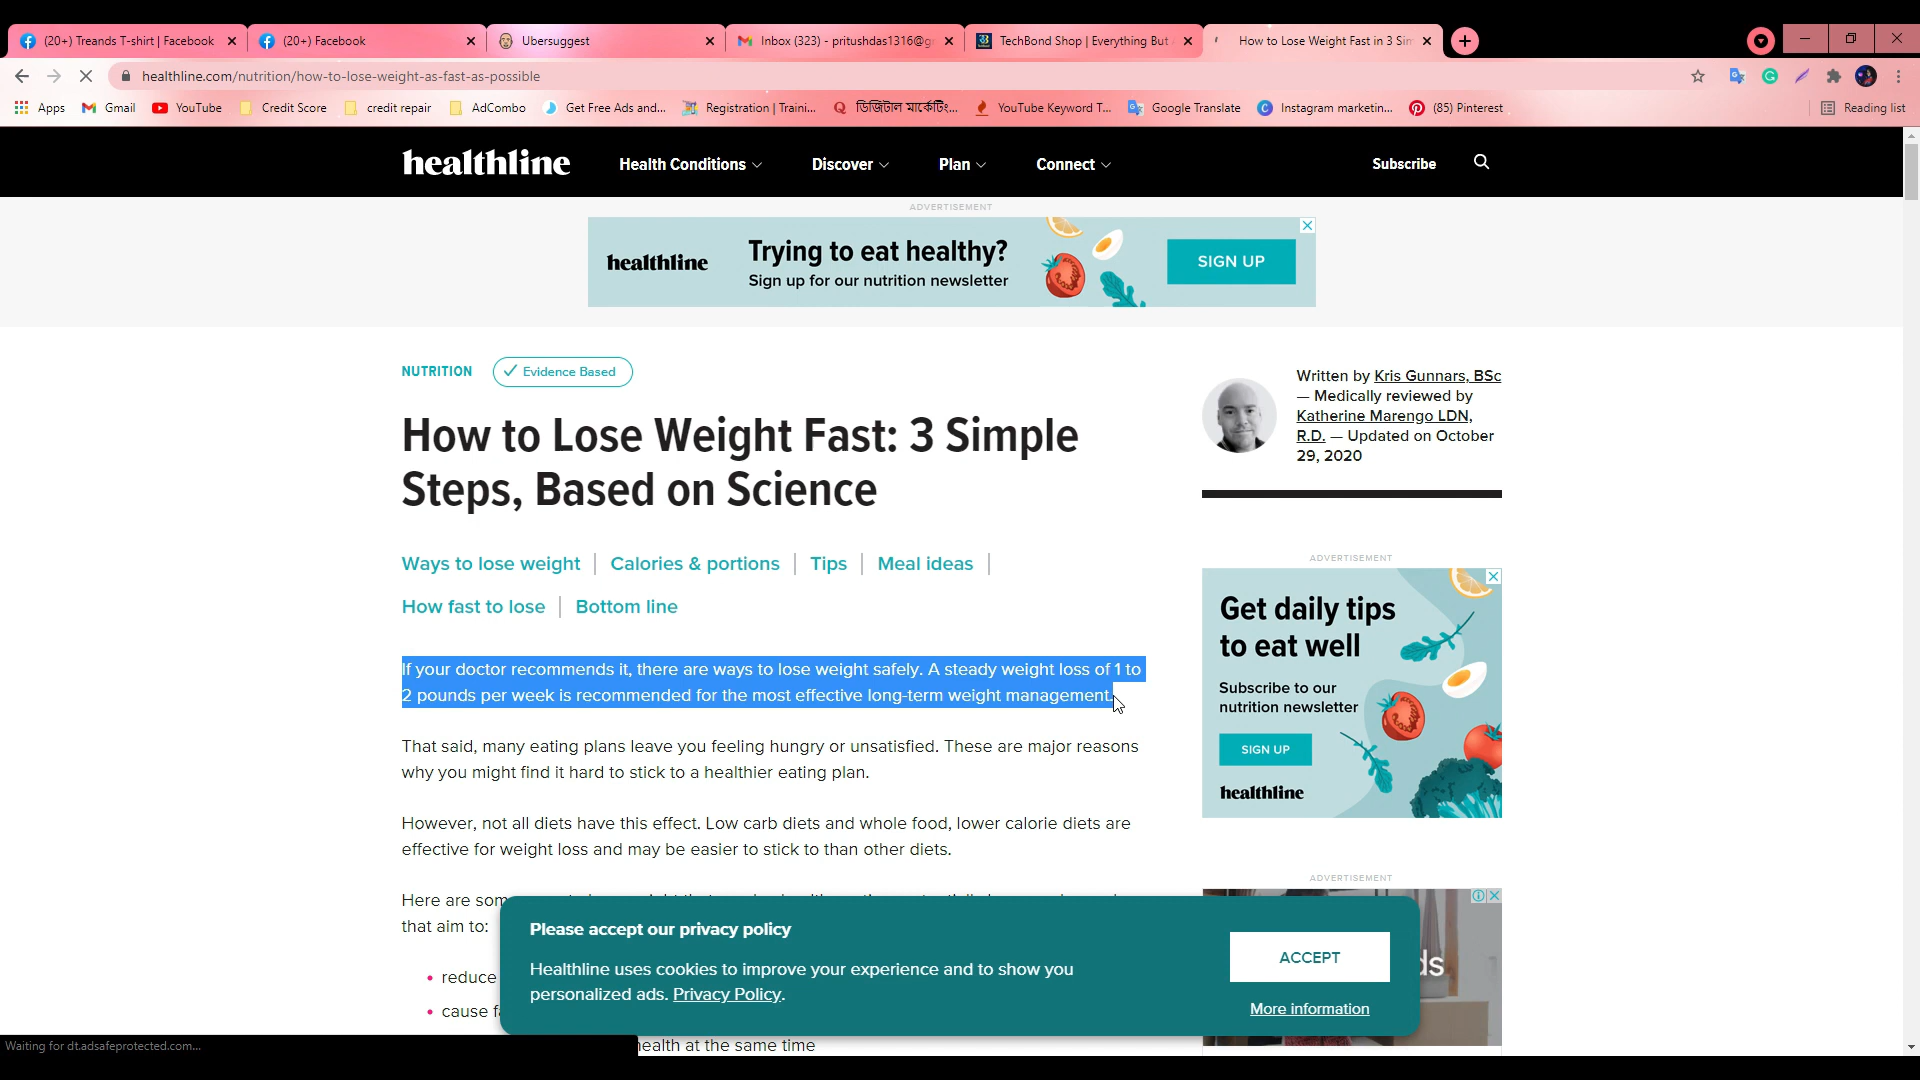 (20+) Treands T-shirt | Facebook
(20+) Facebook
Ubersuggest
Inbox (323) - pritushdas1316@g
TechBond Shop | Everything But
How to Lose Weight Fast in 3 Sim
healthline.com/nutrition/how-to-lose-weight-as-fast-as-possible
Apps
Gmail
YouTube
Credit Score
credit repair
AdCombo
Get Free Ads and...
Registration | Traini...
ডিজিটাল মার্কেটিং...
YouTube Keyword T...
Google Translate
Instagram marketin...
(85) Pinterest
Reading list
healthline
Health Conditions
Discover
Plan
Connect
Subscribe
ADVERTISEMENT
healthline
Trying to eat healthy?
Sign up for our nutrition newsletter
SIGN UP
NUTRITION
Evidence Based
How to Lose Weight Fast: 3 Simple
Steps, Based on Science
Written by Kris Gunnars, BSc
— Medically reviewed by
Katherine Marengo LDN,
R.D. — Updated on October
29, 2020
Ways to lose weight | Calories & portions | Tips | Meal ideas |
How fast to lose | Bottom line
If your doctor recommends it, there are ways to lose weight safely. A steady weight loss of 1 to
2 pounds per week is recommended for the most effective long-term weight management.
That said, many eating plans leave you feeling hungry or unsatisfied. These are major reasons
why you might find it hard to stick to a healthier eating plan.
However, not all diets have this effect. Low carb diets and whole food, lower calorie diets are
effective for weight loss and may be easier to stick to than other diets.
Here are som
that aim to:
reduce
cause f
health at the same time
ADVERTISEMENT
Get daily tips
to eat well
Subscribe to our
nutrition newsletter
SIGN UP
healthline
ADVERTISEMENT
ds
Please accept our privacy policy
Healthline uses cookies to improve your experience and to show you
personalized ads. Privacy Policy.
ACCEPT
More information
Waiting for dt.adsafeprotected.com...